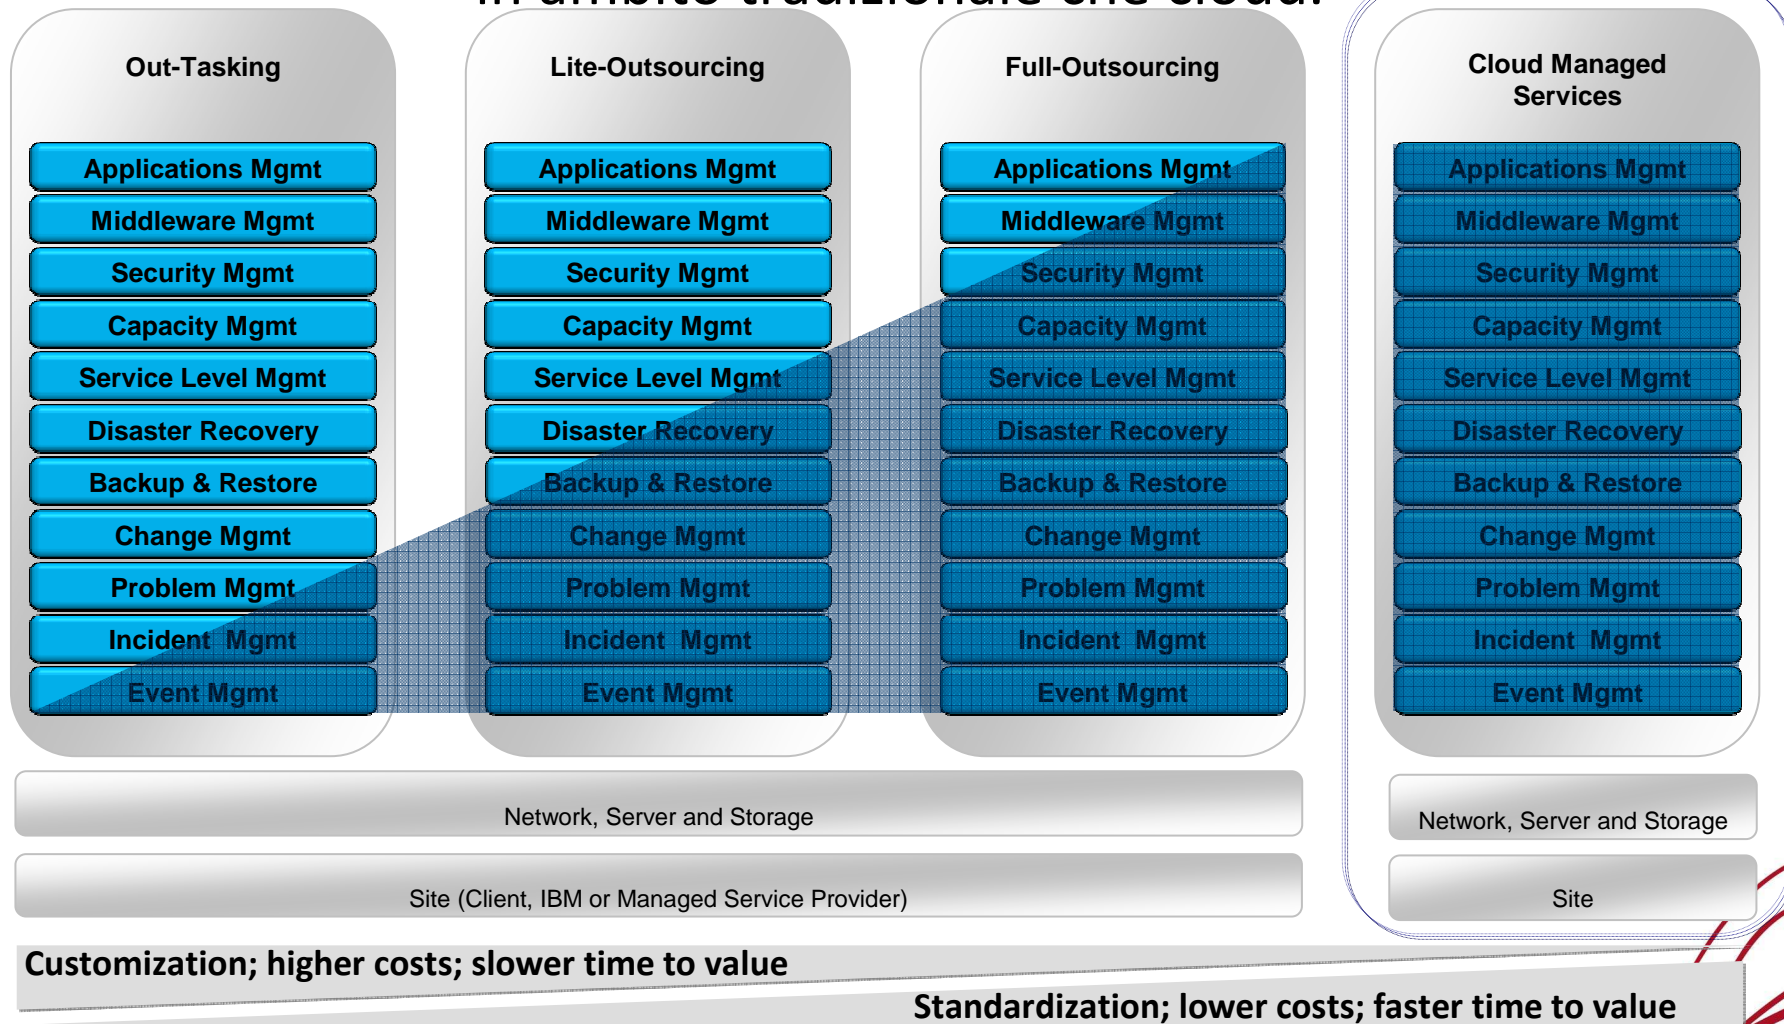 in ambito tradizionale che cloud.
Out-Tasking
Applications Mgmt
Middleware Mgmt
Security Mgmt
Capacity Mgmt
Service Level Mgmt
Disaster Recovery
Backup & Restore
Change Mgmt
Problem Mgmt
Incident Mgmt
Event Mgmt
Lite-Outsourcing
Applications Mgmt
Middleware Mgmt
Security Mgmt
Capacity Mgmt
Service Level Mgmt
Disaster Recovery
Backup & Restore
Change Mgmt
Problem Mgmt
Incident Mgmt
Event Mgmt
Full-Outsourcing
Applications Mgmt
Middleware Mgmt
Security Mgmt
Capacity Mgmt
Service Level Mgmt
Disaster Recovery
Backup & Restore
Change Mgmt
Problem Mgmt
Incident Mgmt
Event Mgmt
Cloud Managed
Services
Applications Mgmt
Middleware Mgmt
Security Mgmt
Capacity Mgmt
Service Level Mgmt
Disaster Recovery
Backup & Restore
Change Mgmt
Problem Mgmt
Incident Mgmt
Event Mgmt
Network, Server and Storage
Network, Server and Storage
Site (Client, IBM or Managed Service Provider)
Site
Customization; higher costs; slower time to value
Standardization; lower costs; faster time to value